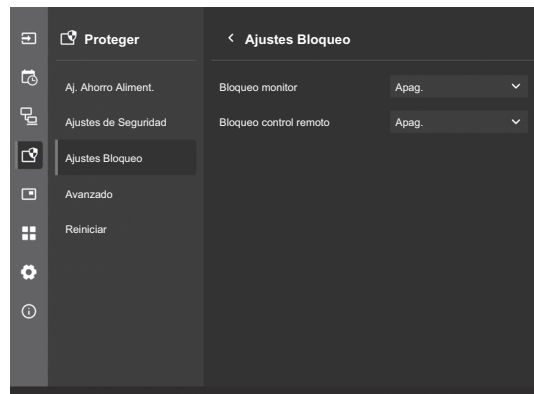 Proteger
Aj. Ahorro Aliment.
Ajustes de Seguridad
Ajustes Bloqueo
Avanzado
Reiniciar
Ajustes Bloqueo
Bloqueo monitor
Apag.
Bloqueo control remoto
Apag.